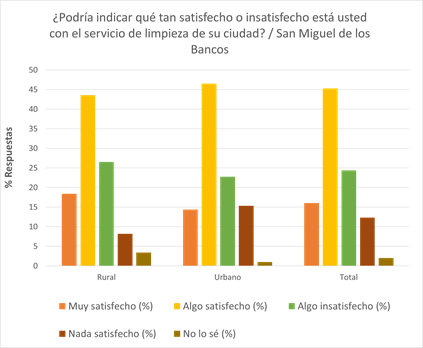 ¿Podría indicar qué tan satisfecho o insatisfecho está usted
con el servicio de limpieza de su ciudad? / San Miguel de los
Bancos
% Respuestas
50
45
40
35
30
25
20
15
10
5
0
Rural
Urbano
Total
Muy satisfecho (%)
Algo satisfecho (%)
Algo insatisfecho (%)
Nada satisfecho (%)
No lo sé (%)